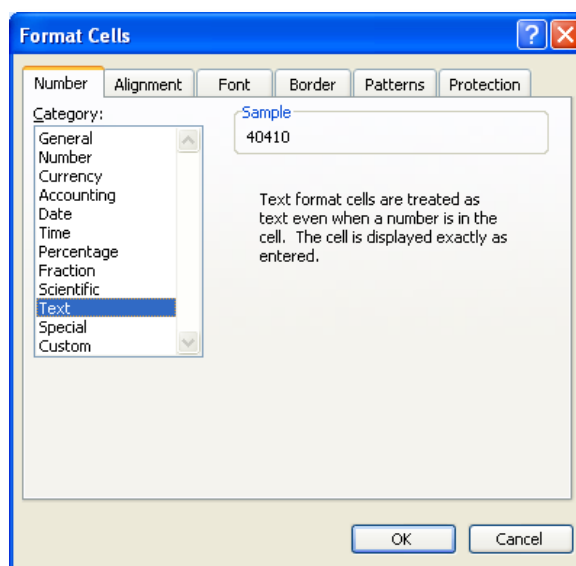 Format Cells
Number Alignment Font Border Patterns Protection
Category:
General
Number
Currency
Accounting
Date
Time
Percentage
Fraction
Scientific
Text
Special
Custom
Sample
40410
Text format cells are treated as
text even when a number is in the
cell. The cell is displayed exactly as
entered.
OK Cancel